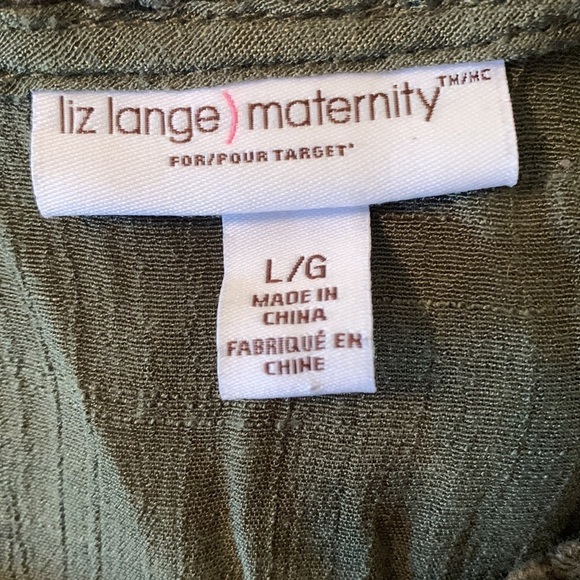 liz lange) maternity TM/MC
FOR/POUR TARGET*
L/G
MADE IN
CHINA
FABRIQUÉ EN
CHINE